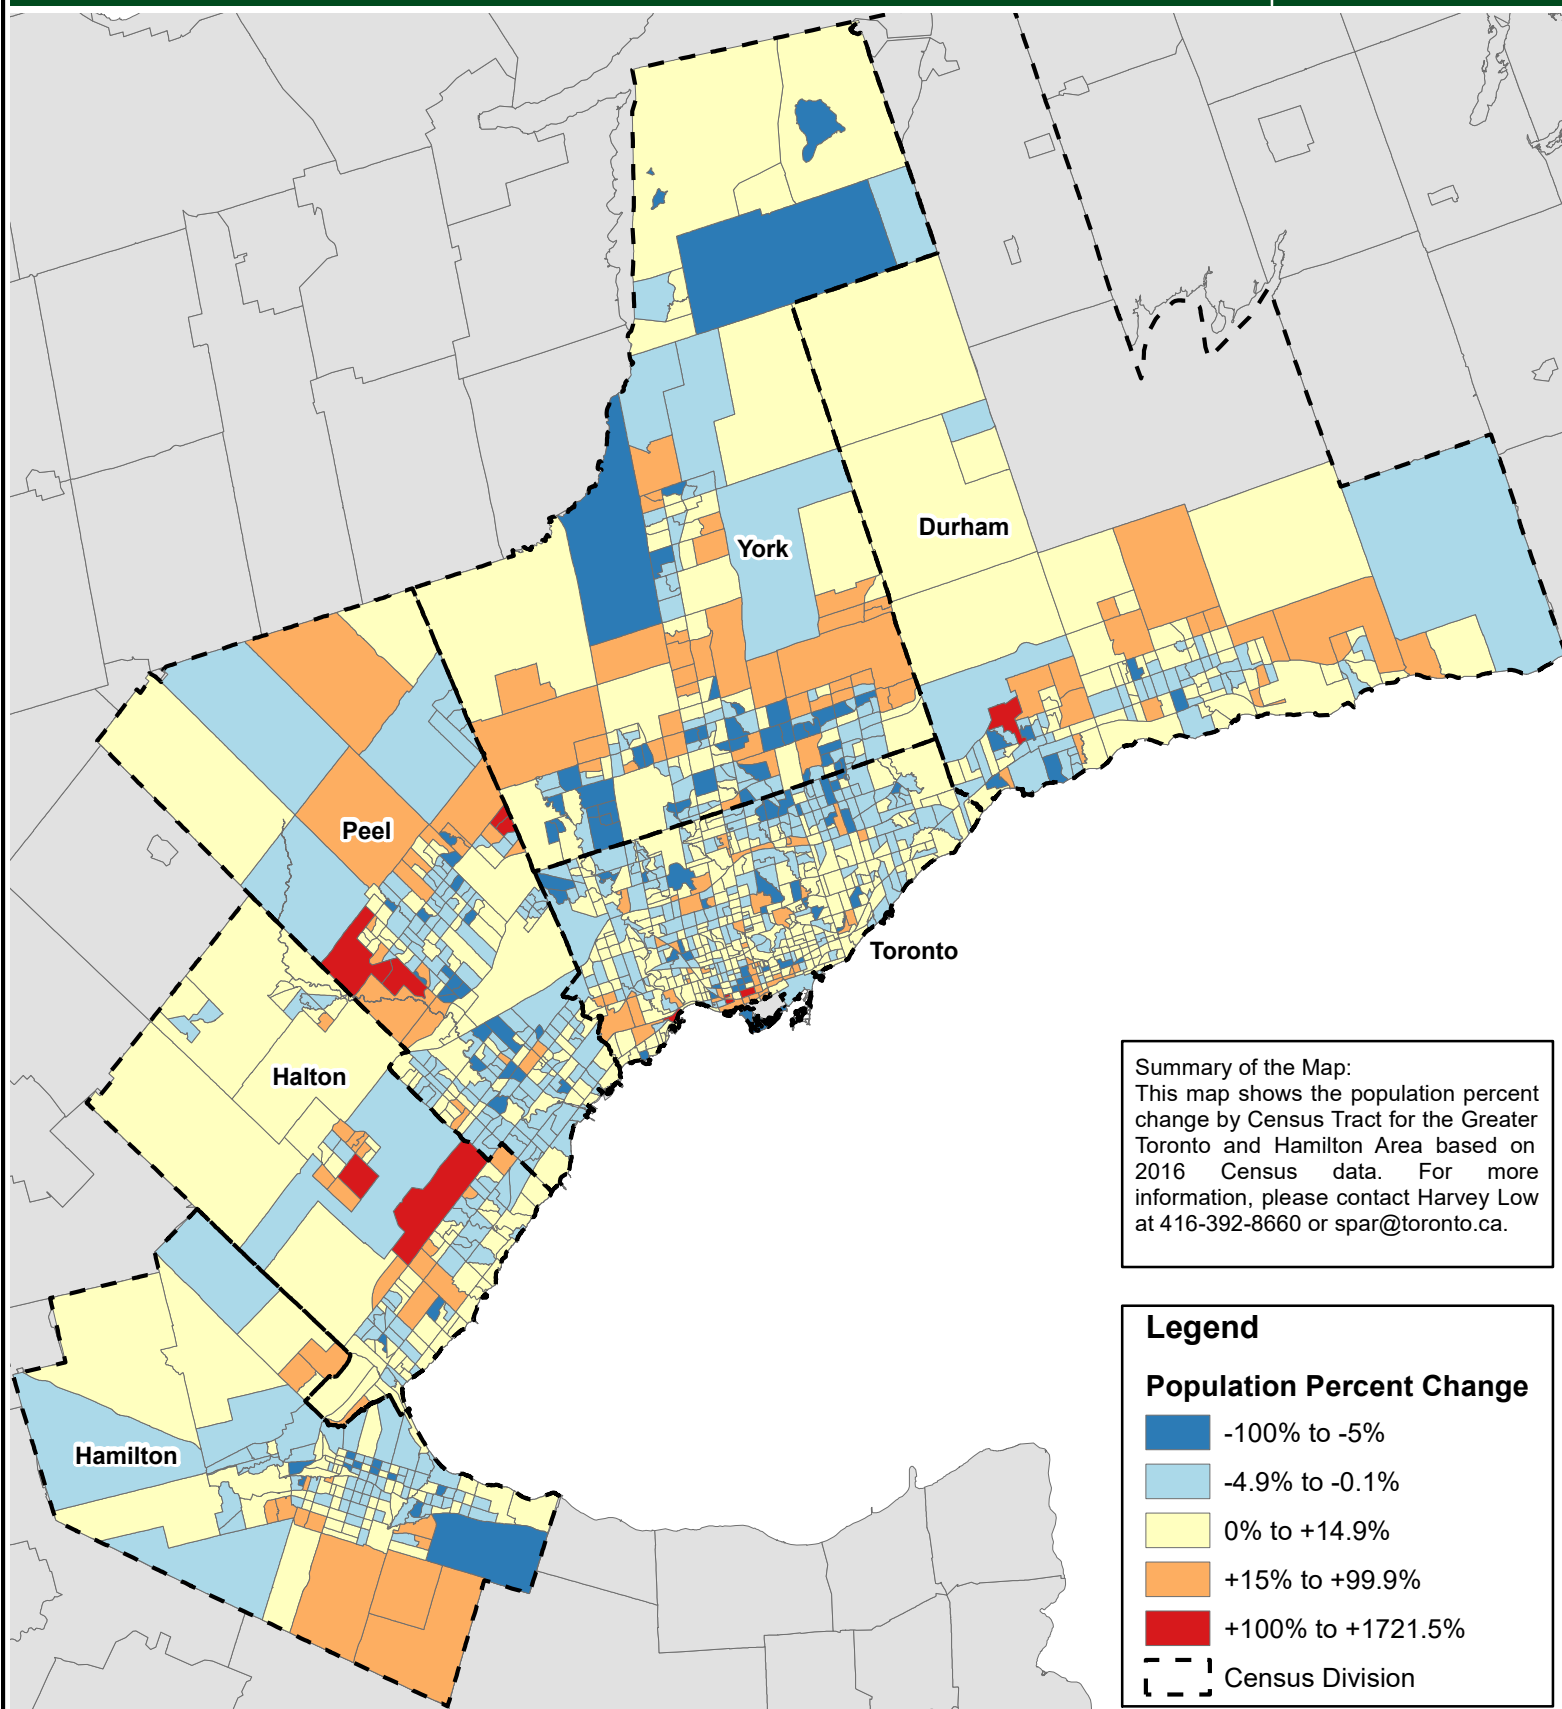 York
Durham
Peel
Toronto
Halton
Hamilton
Summary of the Map:
This map shows the population percent
change by Census Tract for the Greater
Toronto and Hamilton Area based on
2016 Census data. For more
information, please contact Harvey Low
at 416-392-8660 or spar@toronto.ca.
Legend
Population Percent Change
-100% to -5%
-4.9% to -0.1%
0% to +14.9%
+15% to +99.9%
+100% to +1721.5%
Census Division